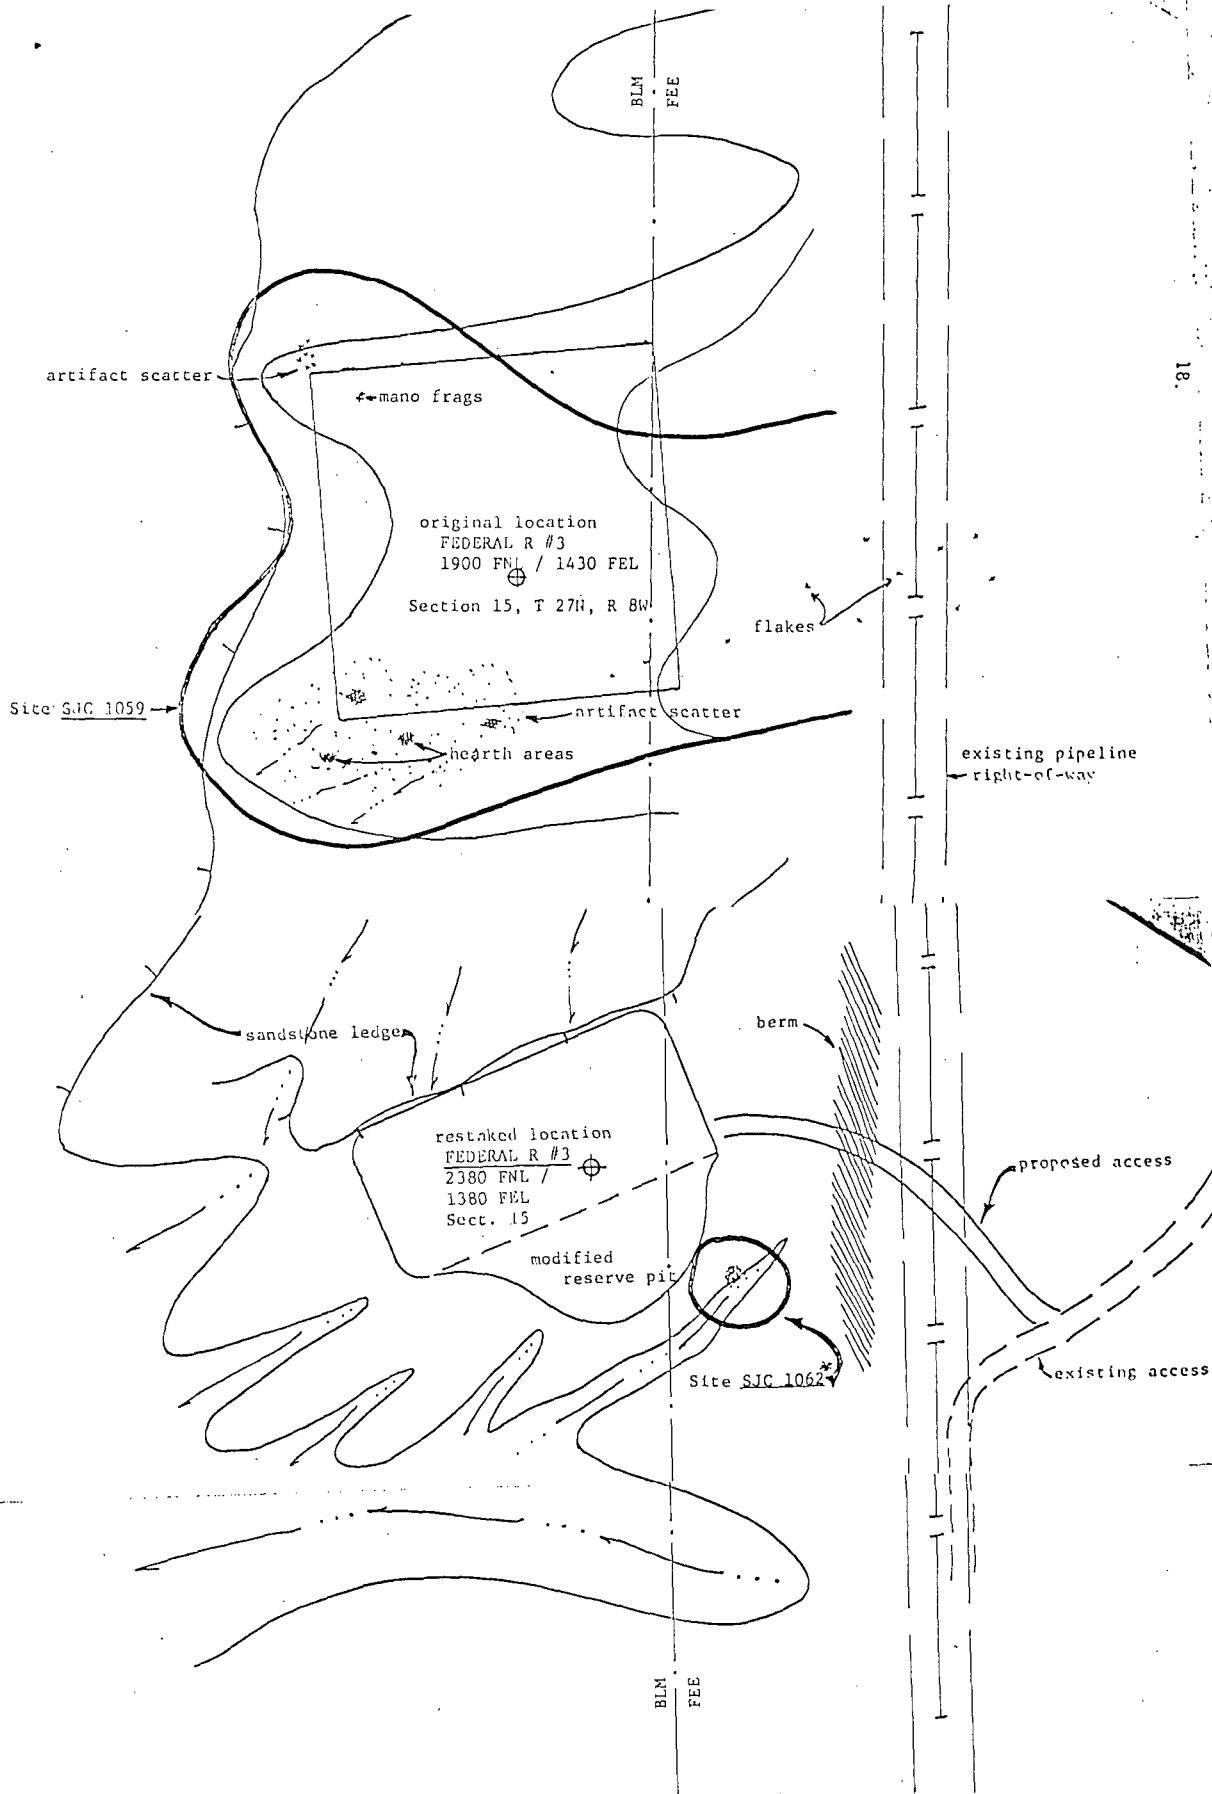 BLM
FEE
18.
artifact scatter
mano frags
original location
FEDERAL R #3
1900 FNL / 1430 FEL
Section 15, T 27N, R 8W
flakes
Site SJC 1059
artifact scatter
hearth areas
existing pipeline
right-of-way
sandstone ledge
berm
restaked location
FEDERAL R #3
2380 FNL /
1380 FEL
Sect. 15
proposed access
modified
reserve pit
Site SJC 1062*
existing access
BLM
FEE